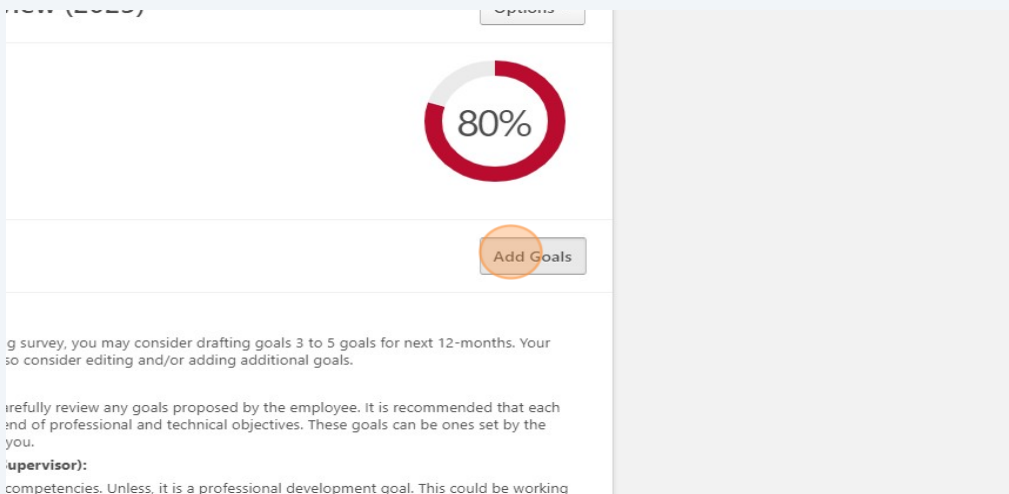 view (2025)
Options
80%
Add Goals
g survey, you may consider drafting goals 3 to 5 goals for next 12-months. Your
so consider editing and/or adding additional goals.
arefully review any goals proposed by the employee. It is recommended that each
end of professional and technical objectives. These goals can be ones set by the
you.
Supervisor):
competencies. Unless, it is a professional development goal. This could be working